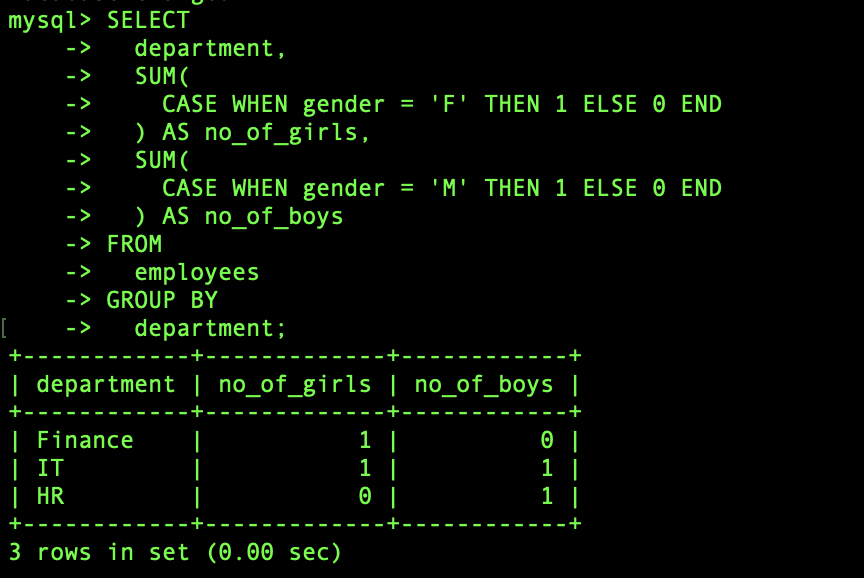 mysql> SELECT
    ->   department,
    ->   SUM(
    ->     CASE WHEN gender = 'F' THEN 1 ELSE 0 END
    ->   ) AS no_of_girls,
    ->   SUM(
    ->     CASE WHEN gender = 'M' THEN 1 ELSE 0 END
    ->   ) AS no_of_boys
    -> FROM
    ->   employees
    -> GROUP BY
[    ->   department;
+------------+-------------+------------+
| department | no_of_girls | no_of_boys |
+------------+-------------+------------+
| Finance    |           1 |          0 |
| IT         |           1 |          1 |
| HR         |           0 |          1 |
+------------+-------------+------------+
3 rows in set (0.00 sec)